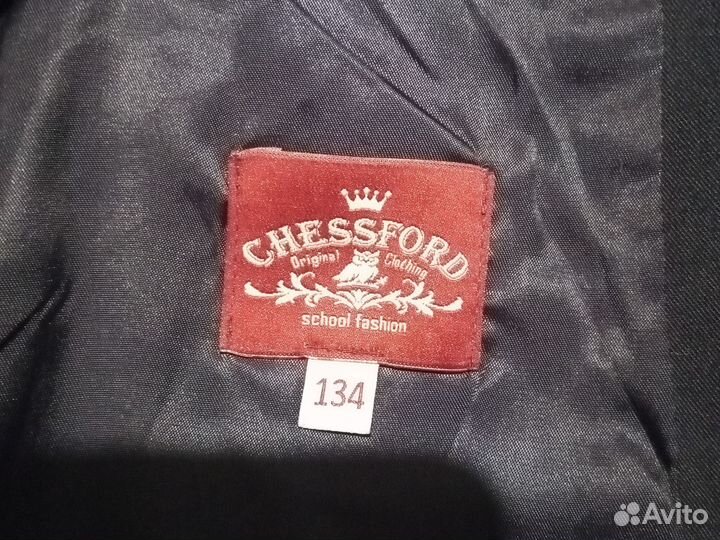 CHESSFORD
Original Clothing
school fashion
134
Avito